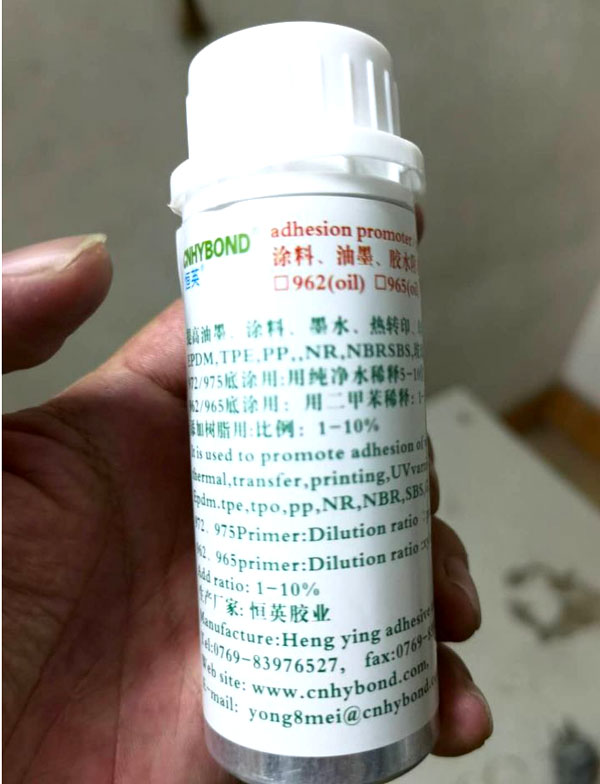 CNHYBOND
恒英
adhesion promoter
涂料、油墨、胶水
□962(oil) □965(oil
提高油墨、涂料、墨水、热转印、
EPDM,TPE,PP,,NR,NBRSBS,
972/975底涂用:用纯净水稀释5-10
962/965底涂用: 用二甲苯稀释: 1-
添加树脂用:比例: 1-10%
It is used to promote adhesion of
thermal,transfer,printing,UV
Epdm.tpe,tpo,pp,NR,NBR,SBS,
972、975Primer:Dilution ratio :
962、965primer:Dilution ratio :
Add ratio: 1-10%
生产厂家: 恒英胶业
Manufacture:Heng ying adhesive
Tel:0769-83976527, fax:0769-
Web site: www.cnhybond.com,
E-mail: yong8mei@cnhybond.